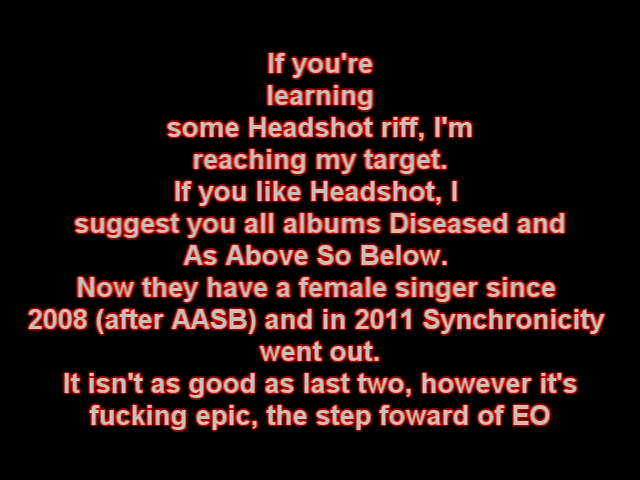 If you're
learning
some Headshot riff, I'm
reaching my target.
If you like Headshot, I
suggest you all albums Diseased and
As Above So Below.
Now they have a female singer since
2008 (after AASB) and in 2011 Synchronicity
went out.
It isn't as good as last two, however it's
fucking epic, the step foward of EO